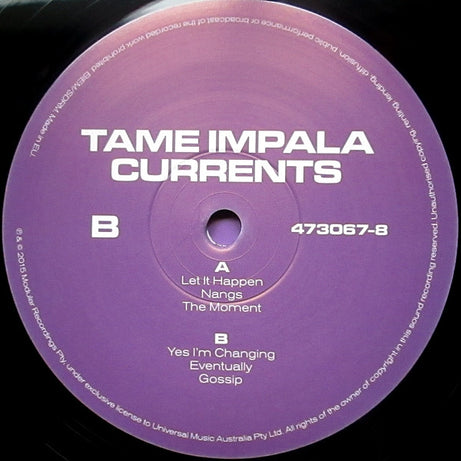 TAME IMPALA
CURRENTS
B
473067-8
A
Let It Happen
Nangs
The Moment
B
Yes I'm Changing
Eventually
Gossip
℗ & © 2015 Modular Recordings Pty. under exclusive license to Universal Music Australia Pty Ltd. All rights of the owner of copyright in this sound recording reserved. Unauthorised copying, renting, lending, diffusion, public performance or broadcast of the recorded work prohibited. BIEM/SDRM. Made in EU.